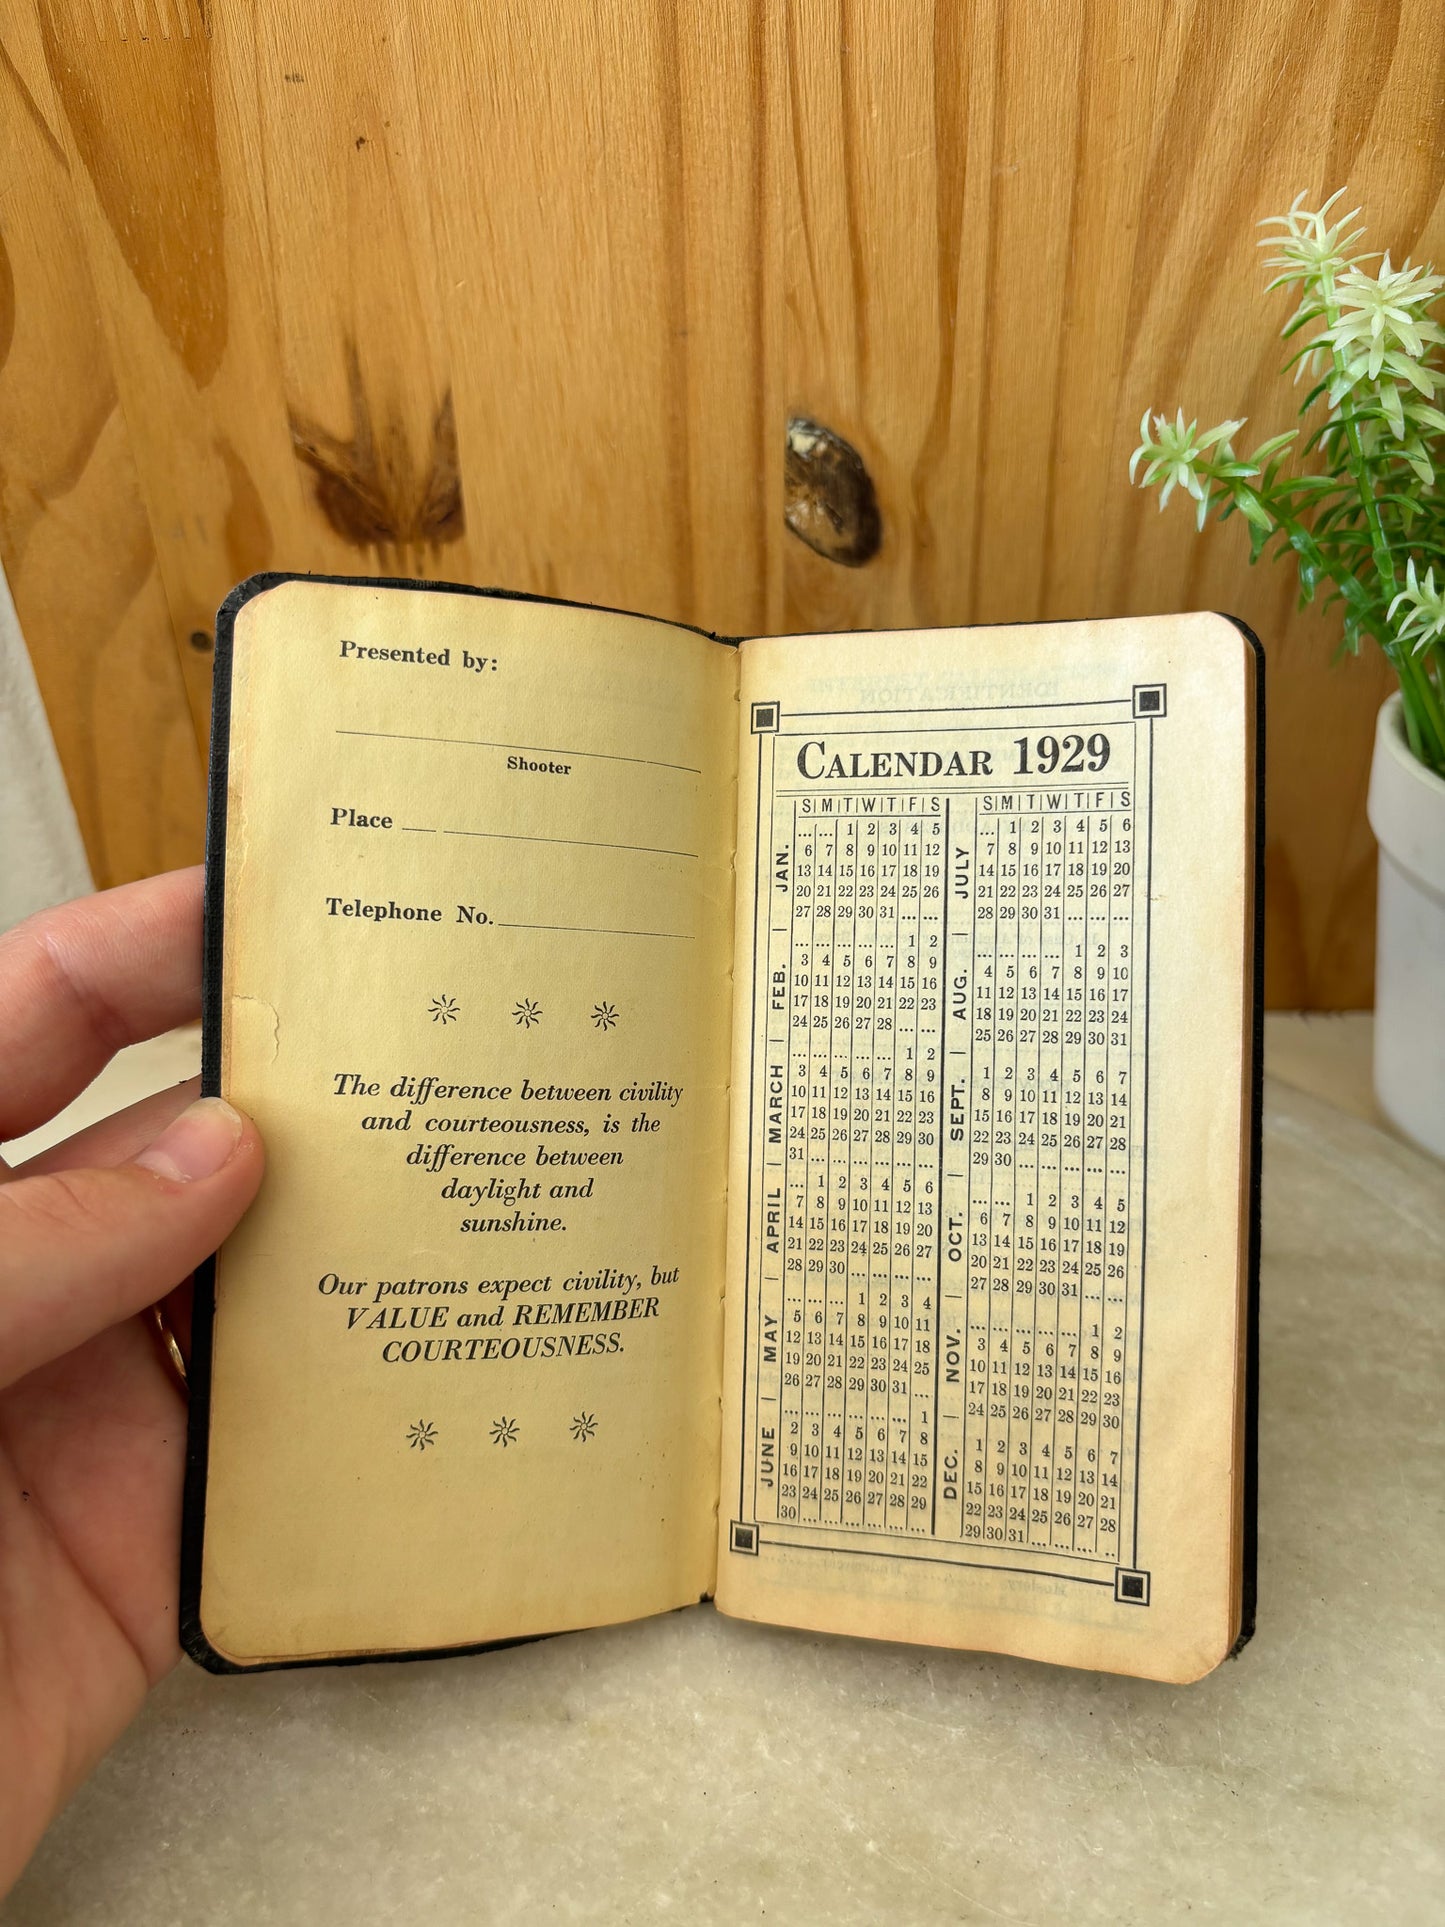 Presented by:
Shooter
Place
Telephone No.
The difference between civility
and courteousness, is the
difference between
daylight and
sunshine.
Our patrons expect civility, but
VALUE and REMEMBER
COURTEOUSNESS.
IDENTIFICATION
CALENDAR 1929
S M T W T F S
JAN.
... ... 1 2 3 4 5
6 7 8 9 10 11 12
13 14 15 16 17 18 19
20 21 22 23 24 25 26
27 28 29 30 31 ... ...
FEB.
... ... ... ... ... 1 2
3 4 5 6 7 8 9
10 11 12 13 14 15 16
17 18 19 20 21 22 23
24 25 26 27 28 ... ...
MARCH
... ... ... ... ... 1 2
3 4 5 6 7 8 9
10 11 12 13 14 15 16
17 18 19 20 21 22 23
24 25 26 27 28 29 30
31 ... ... ... ... ... ...
APRIL
... 1 2 3 4 5 6
7 8 9 10 11 12 13
14 15 16 17 18 19 20
21 22 23 24 25 26 27
28 29 30 ... ... ... ...
MAY
... ... ... 1 2 3 4
5 6 7 8 9 10 11
12 13 14 15 16 17 18
19 20 21 22 23 24 25
26 27 28 29 30 31 ...
JUNE
... ... ... ... ... ... 1
2 3 4 5 6 7 8
9 10 11 12 13 14 15
16 17 18 19 20 21 22
23 24 25 26 27 28 29
30 ... ... ... ... ... ...
S M T W T F S
JULY
... 1 2 3 4 5 6
7 8 9 10 11 12 13
14 15 16 17 18 19 20
21 22 23 24 25 26 27
28 29 30 31 ... ... ...
AUG.
... ... ... ... 1 2 3
4 5 6 7 8 9 10
11 12 13 14 15 16 17
18 19 20 21 22 23 24
25 26 27 28 29 30 31
SEPT.
1 2 3 4 5 6 7
8 9 10 11 12 13 14
15 16 17 18 19 20 21
22 23 24 25 26 27 28
29 30 ... ... ... ... ...
OCT.
... ... 1 2 3 4 5
6 7 8 9 10 11 12
13 14 15 16 17 18 19
20 21 22 23 24 25 26
27 28 29 30 31 ... ...
NOV.
... ... ... ... ... 1 2
3 4 5 6 7 8 9
10 11 12 13 14 15 16
17 18 19 20 21 22 23
24 25 26 27 28 29 30
DEC.
1 2 3 4 5 6 7
8 9 10 11 12 13 14
15 16 17 18 19 20 21
22 23 24 25 26 27 28
29 30 31 ... ... ... ..